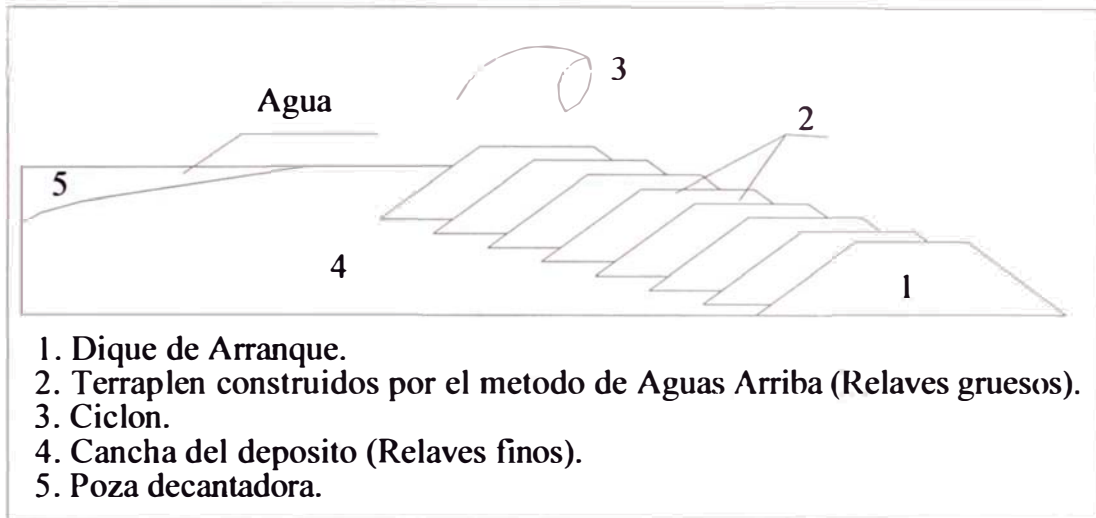 3
Agua
2
5
4
1
1. Dique de Arranque.
2. Terraplen construidos por el metodo de Aguas Arriba (Relaves gruesos).
3. Ciclon.
4. Cancha del deposito (Relaves finos).
5. Poza decantadora.